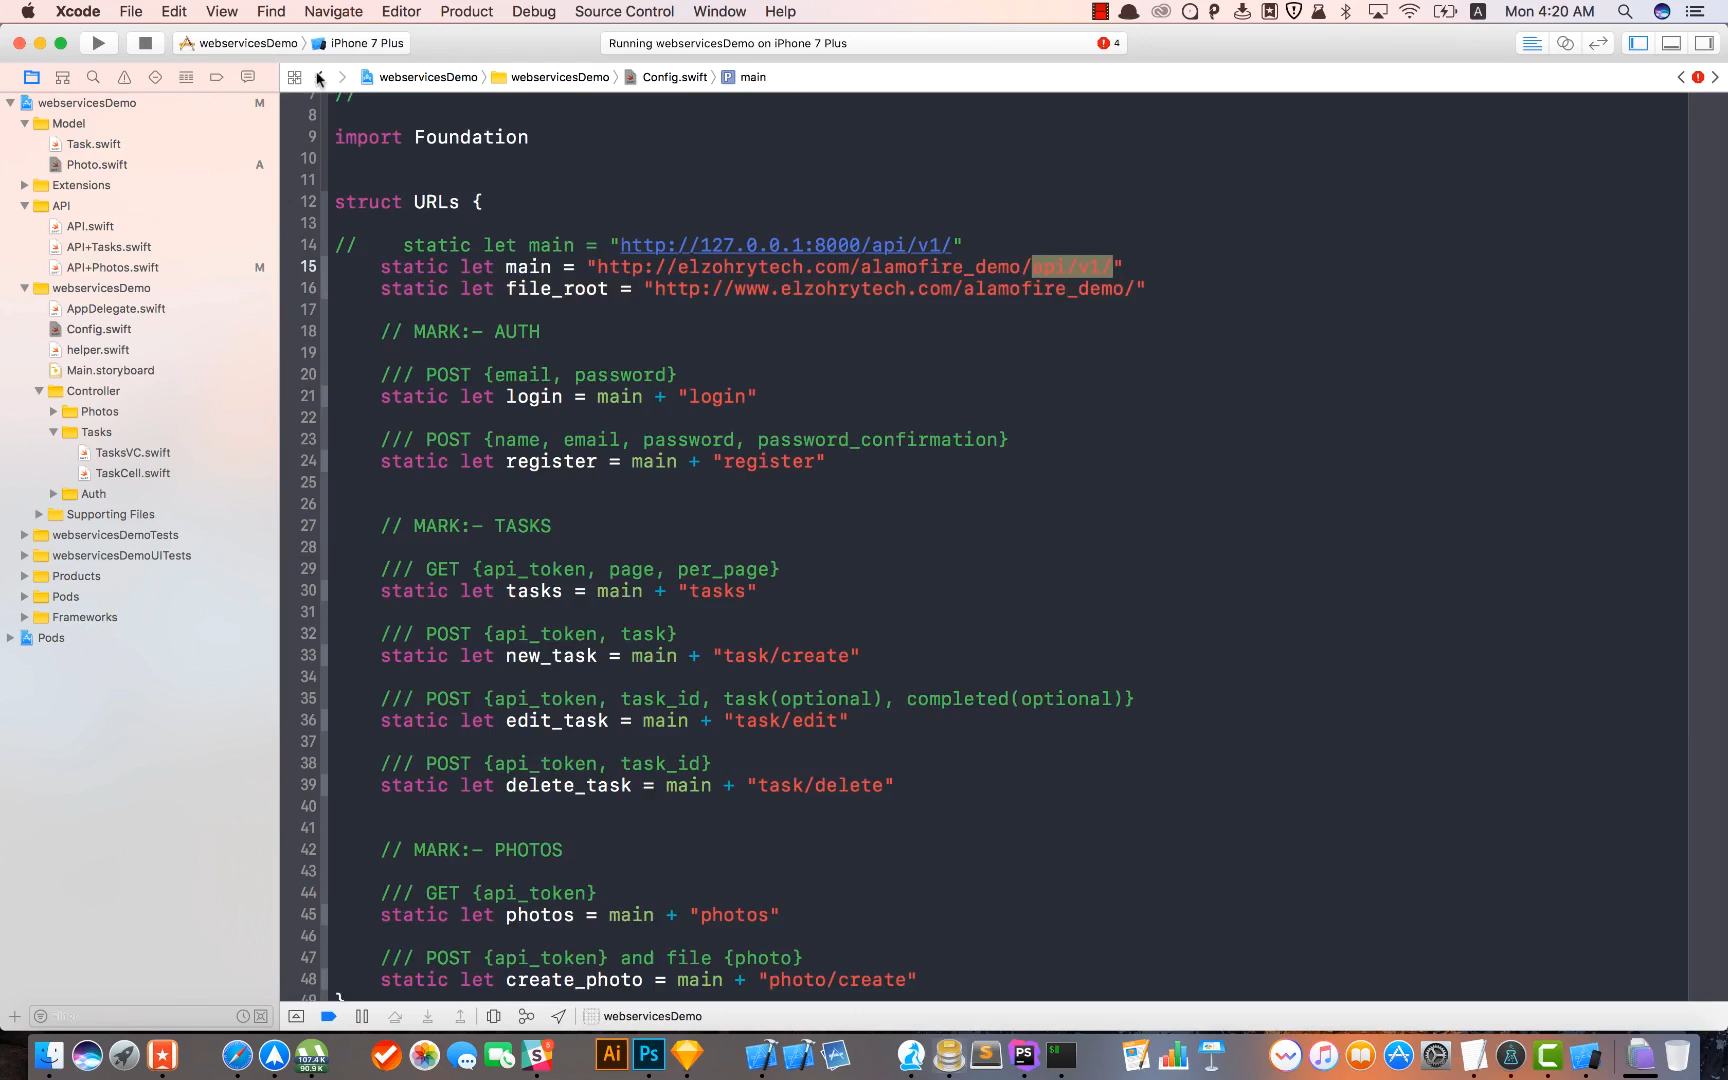 Xcode File Edit View Find Navigate Editor Product Debug Source Control Window Help
A Mon 4:20 AM
webservicesDemo iPhone 7 Plus
Running webservicesDemo on iPhone 7 Plus
4
webservicesDemo webservicesDemo Config.swift P main
webservicesDemo M
Model
Task.swift
Photo.swift A
Extensions
API
API.swift
API+Tasks.swift
API+Photos.swift M
webservicesDemo
AppDelegate.swift
Config.swift
helper.swift
Main.storyboard
Controller
Photos
Tasks
TasksVC.swift
TaskCell.swift
Auth
Supporting Files
webservicesDemoTests
webservicesDemoUITests
Products
Pods
Frameworks
Pods
7 //
8
9 import Foundation
10
11
12 struct URLs {
13
14 // static let main = "http://127.0.0.1:8000/api/v1/"
15 static let main = "http://elzohrytech.com/alamofire_demo/api/v1/"
16 static let file_root = "http://www.elzohrytech.com/alamofire_demo/"
17
18 // MARK:- AUTH
19
20 /// POST {email, password}
21 static let login = main + "login"
22
23 /// POST {name, email, password, password_confirmation}
24 static let register = main + "register"
25
26
27 // MARK:- TASKS
28
29 /// GET {api_token, page, per_page}
30 static let tasks = main + "tasks"
31
32 /// POST {api_token, task}
33 static let new_task = main + "task/create"
34
35 /// POST {api_token, task_id, task(optional), completed(optional)}
36 static let edit_task = main + "task/edit"
37
38 /// POST {api_token, task_id}
39 static let delete_task = main + "task/delete"
40
41
42 // MARK:- PHOTOS
43
44 /// GET {api_token}
45 static let photos = main + "photos"
46
47 /// POST {api_token} and file {photo}
48 static let create_photo = main + "photo/create"
49 }
webservicesDemo
107.4 K
90.9 K
5
S
Ai
Ps
S
PS
$
C